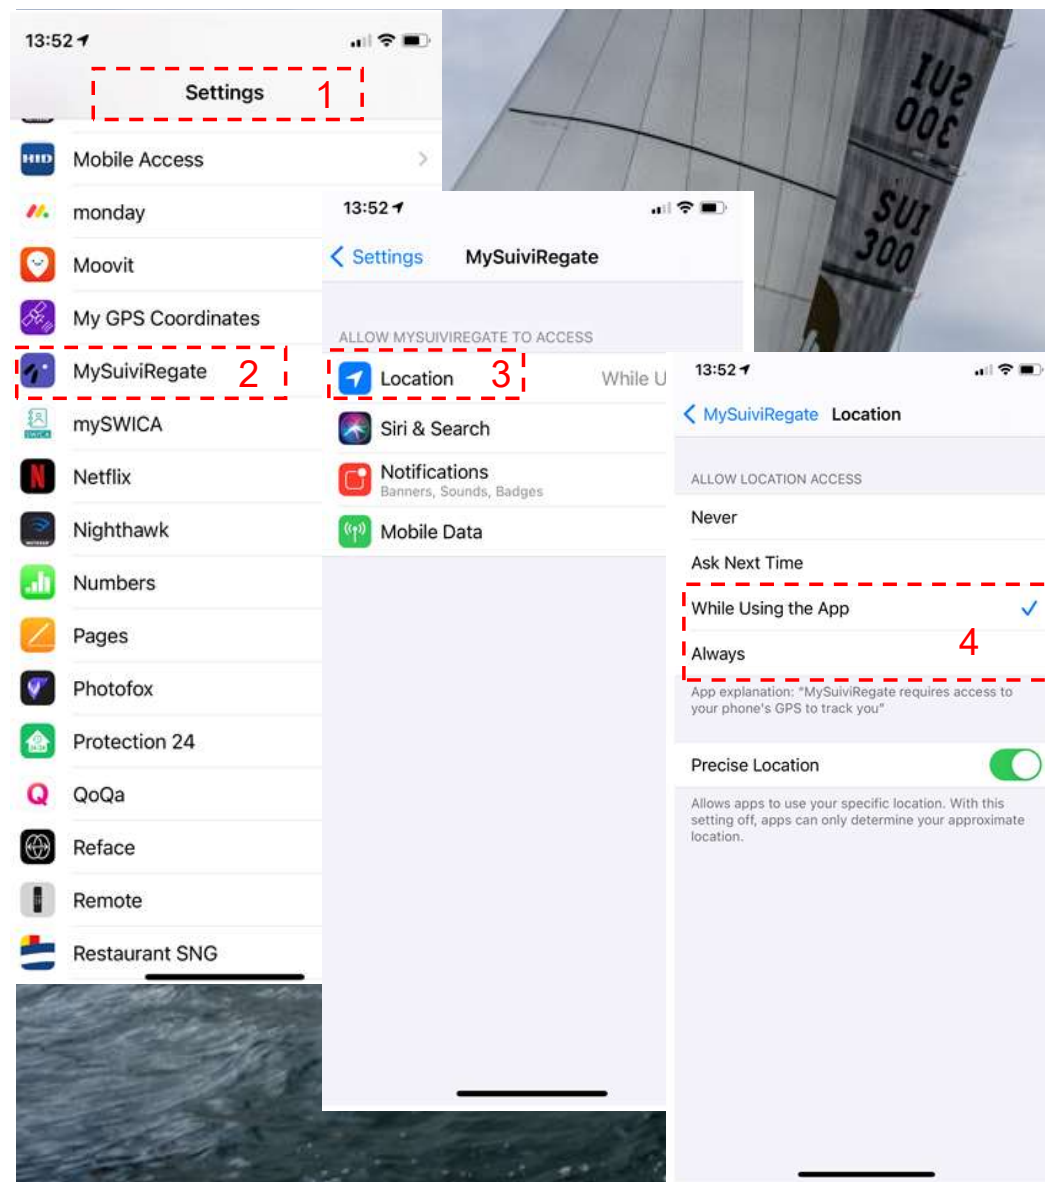 13:52
Settings
1
HID
Mobile Access
monday
Moovit
My GPS Coordinates
MySuiviRegate
2
mySWICA
Netflix
Nighthawk
Numbers
Pages
Photofox
Protection 24
QoQa
Reface
Remote
Restaurant SNG
13:52
Settings
MySuiviRegate
ALLOW MYSUIVIREGATE TO ACCESS
Location
3
While U
Siri & Search
Notifications
Banners, Sounds, Badges
Mobile Data
SUI
300
SUI
300
13:52
MySuiviRegate Location
ALLOW LOCATION ACCESS
Never
Ask Next Time
While Using the App
Always
4
App explanation: "MySuiviRegate requires access to
your phone's GPS to track you"
Precise Location
Allows apps to use your specific location. With this
setting off, apps can only determine your approximate
location.